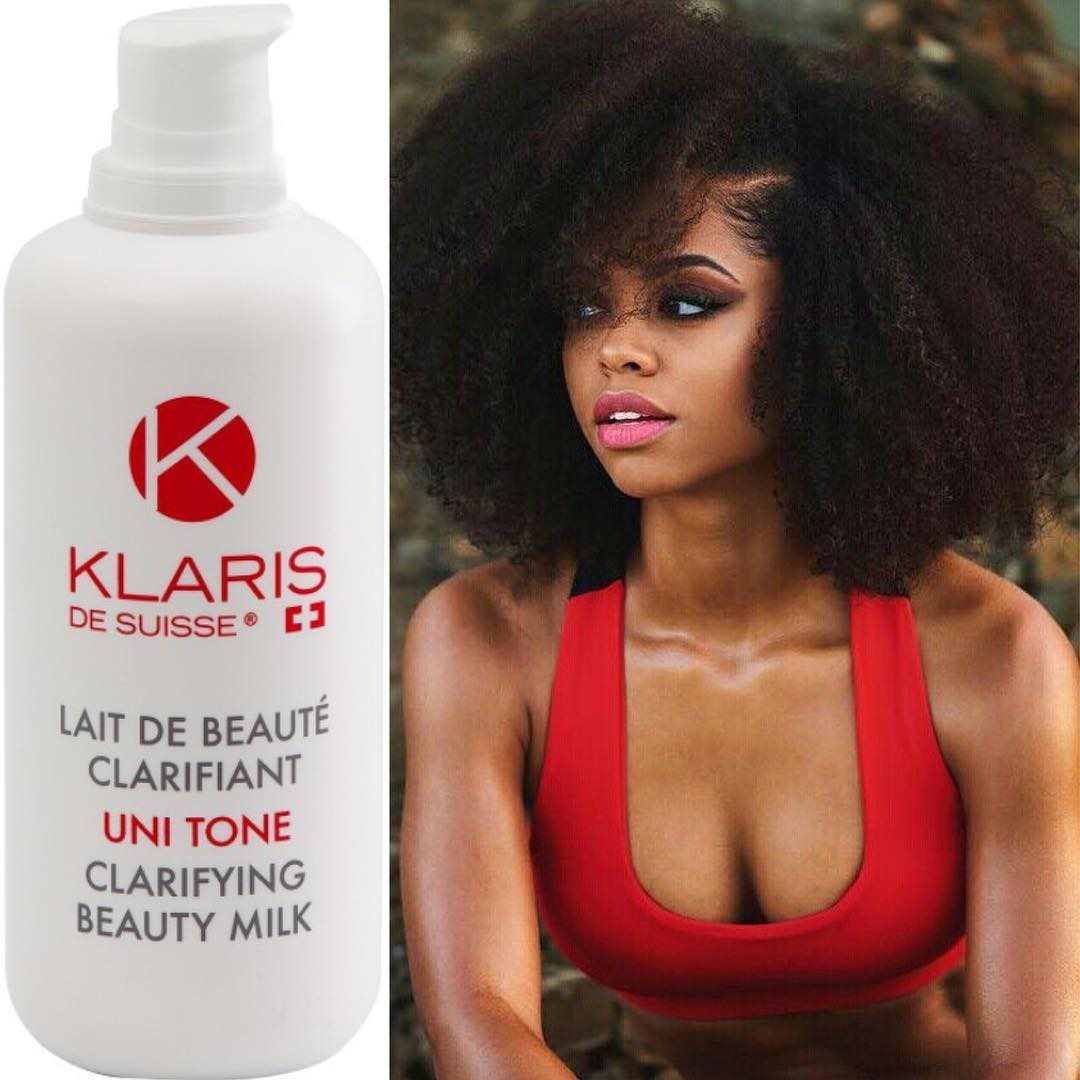 K
KLARIS
DE SUISSE®
LAIT DE BEAUTÉ
CLARIFIANT
UNI TONE
CLARIFYING
BEAUTY MILK